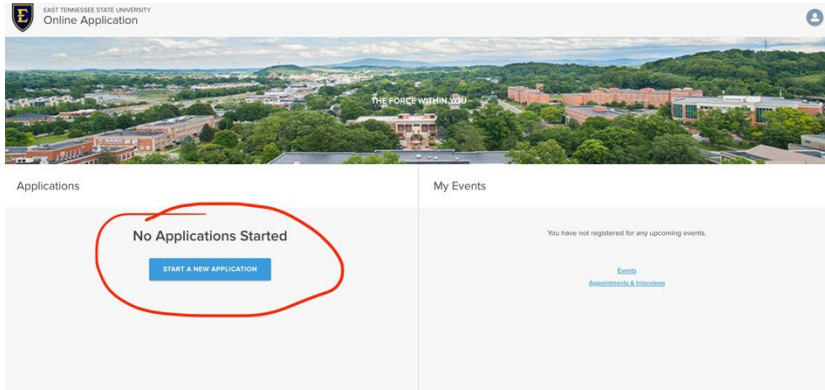 EAST TENNESSEE STATE UNIVERSITY
Online Application
THE FORCE WITHIN YOU
Applications
No Applications Started
START A NEW APPLICATION
My Events
You have not registered for any upcoming events.
Events
Appointments & Interviews